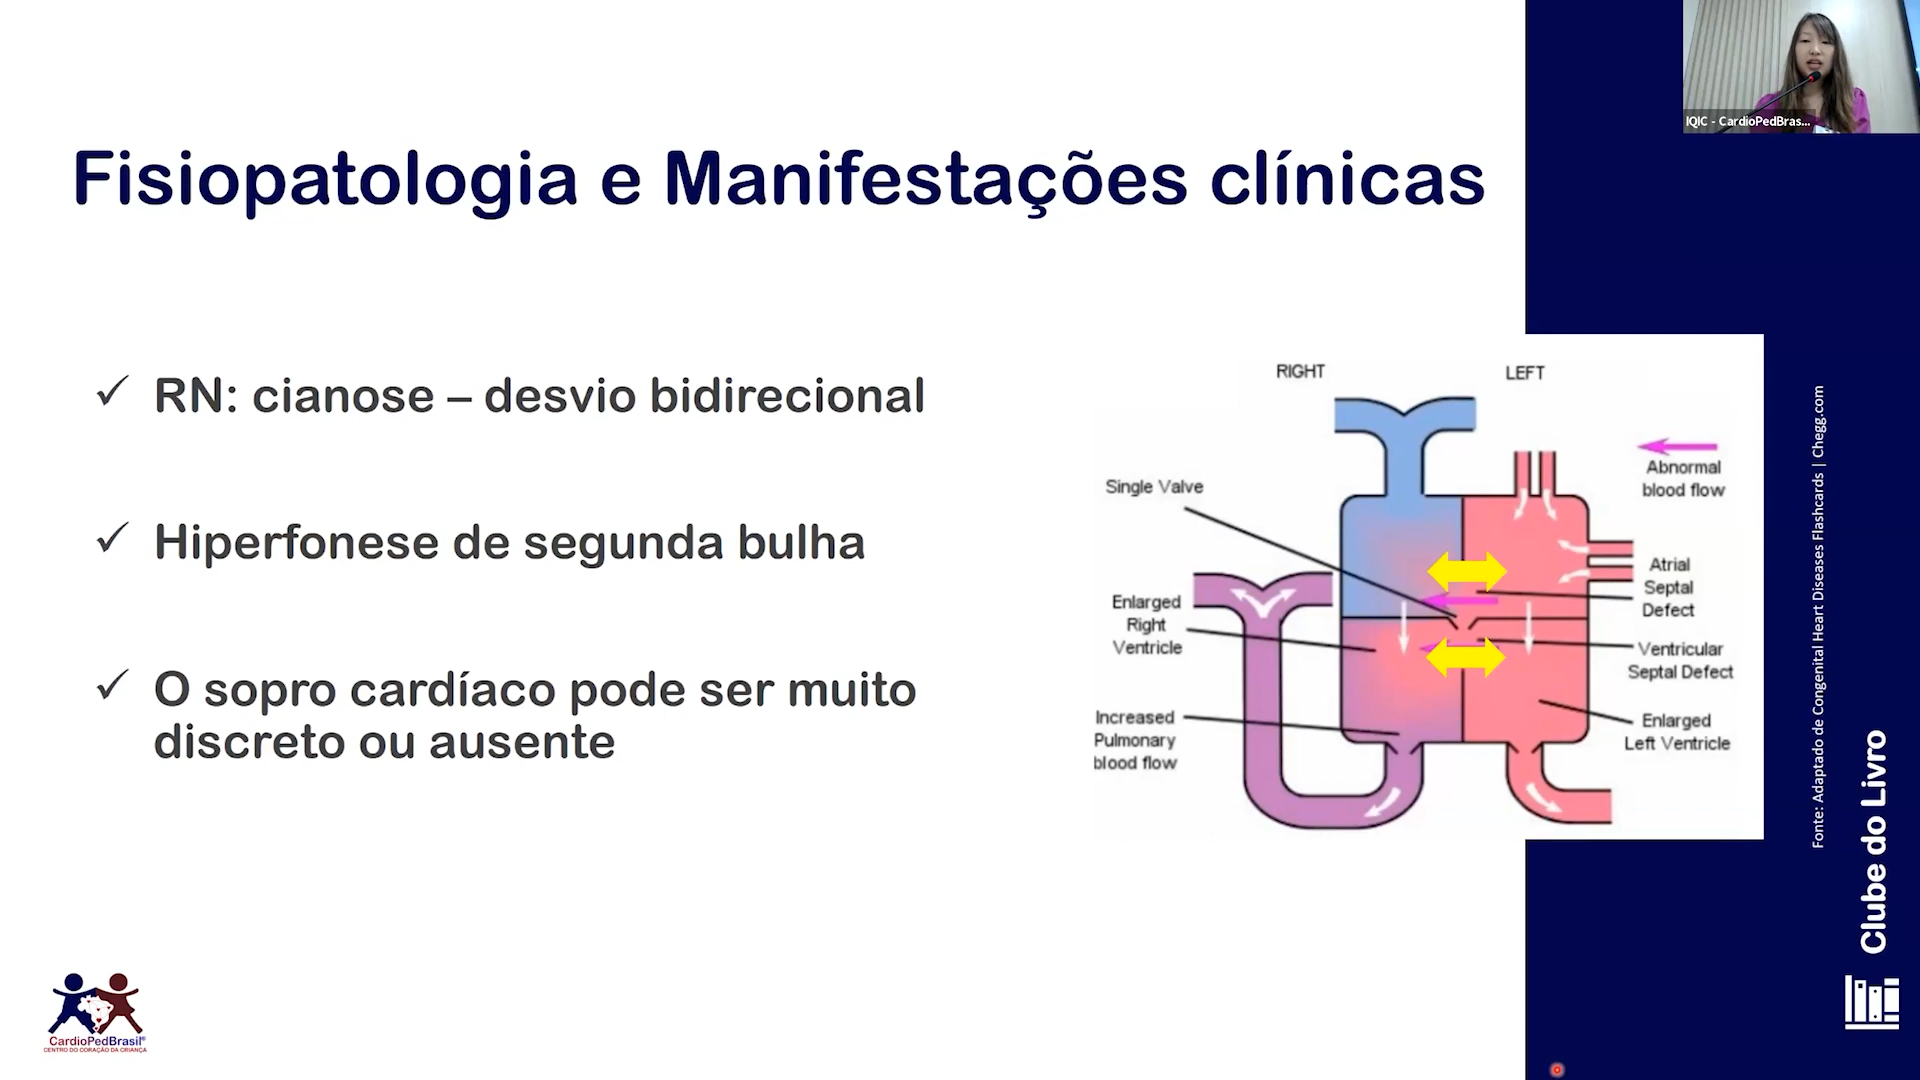 IQIC - CardioPedBras...
Fisiopatologia e Manifestações clínicas
✓ RN: cianose – desvio bidirecional
✓ Hiperfonese de segunda bulha
✓ O sopro cardíaco pode ser muito
discreto ou ausente
RIGHT
LEFT
Abnormal
blood flow
Single Valve
Atrial
Septal
Defect
Enlarged
Right
Ventricle
Ventricular
Septal Defect
Increased
Pulmonary
blood flow
Enlarged
Left Ventricle
Fonte: Adaptado de Congenital Heart Diseases Flashcards | Chegg.com
Clube do Livro
CardioPedBrasil®
CENTRO DO CORAÇÃO DA CRIANÇA